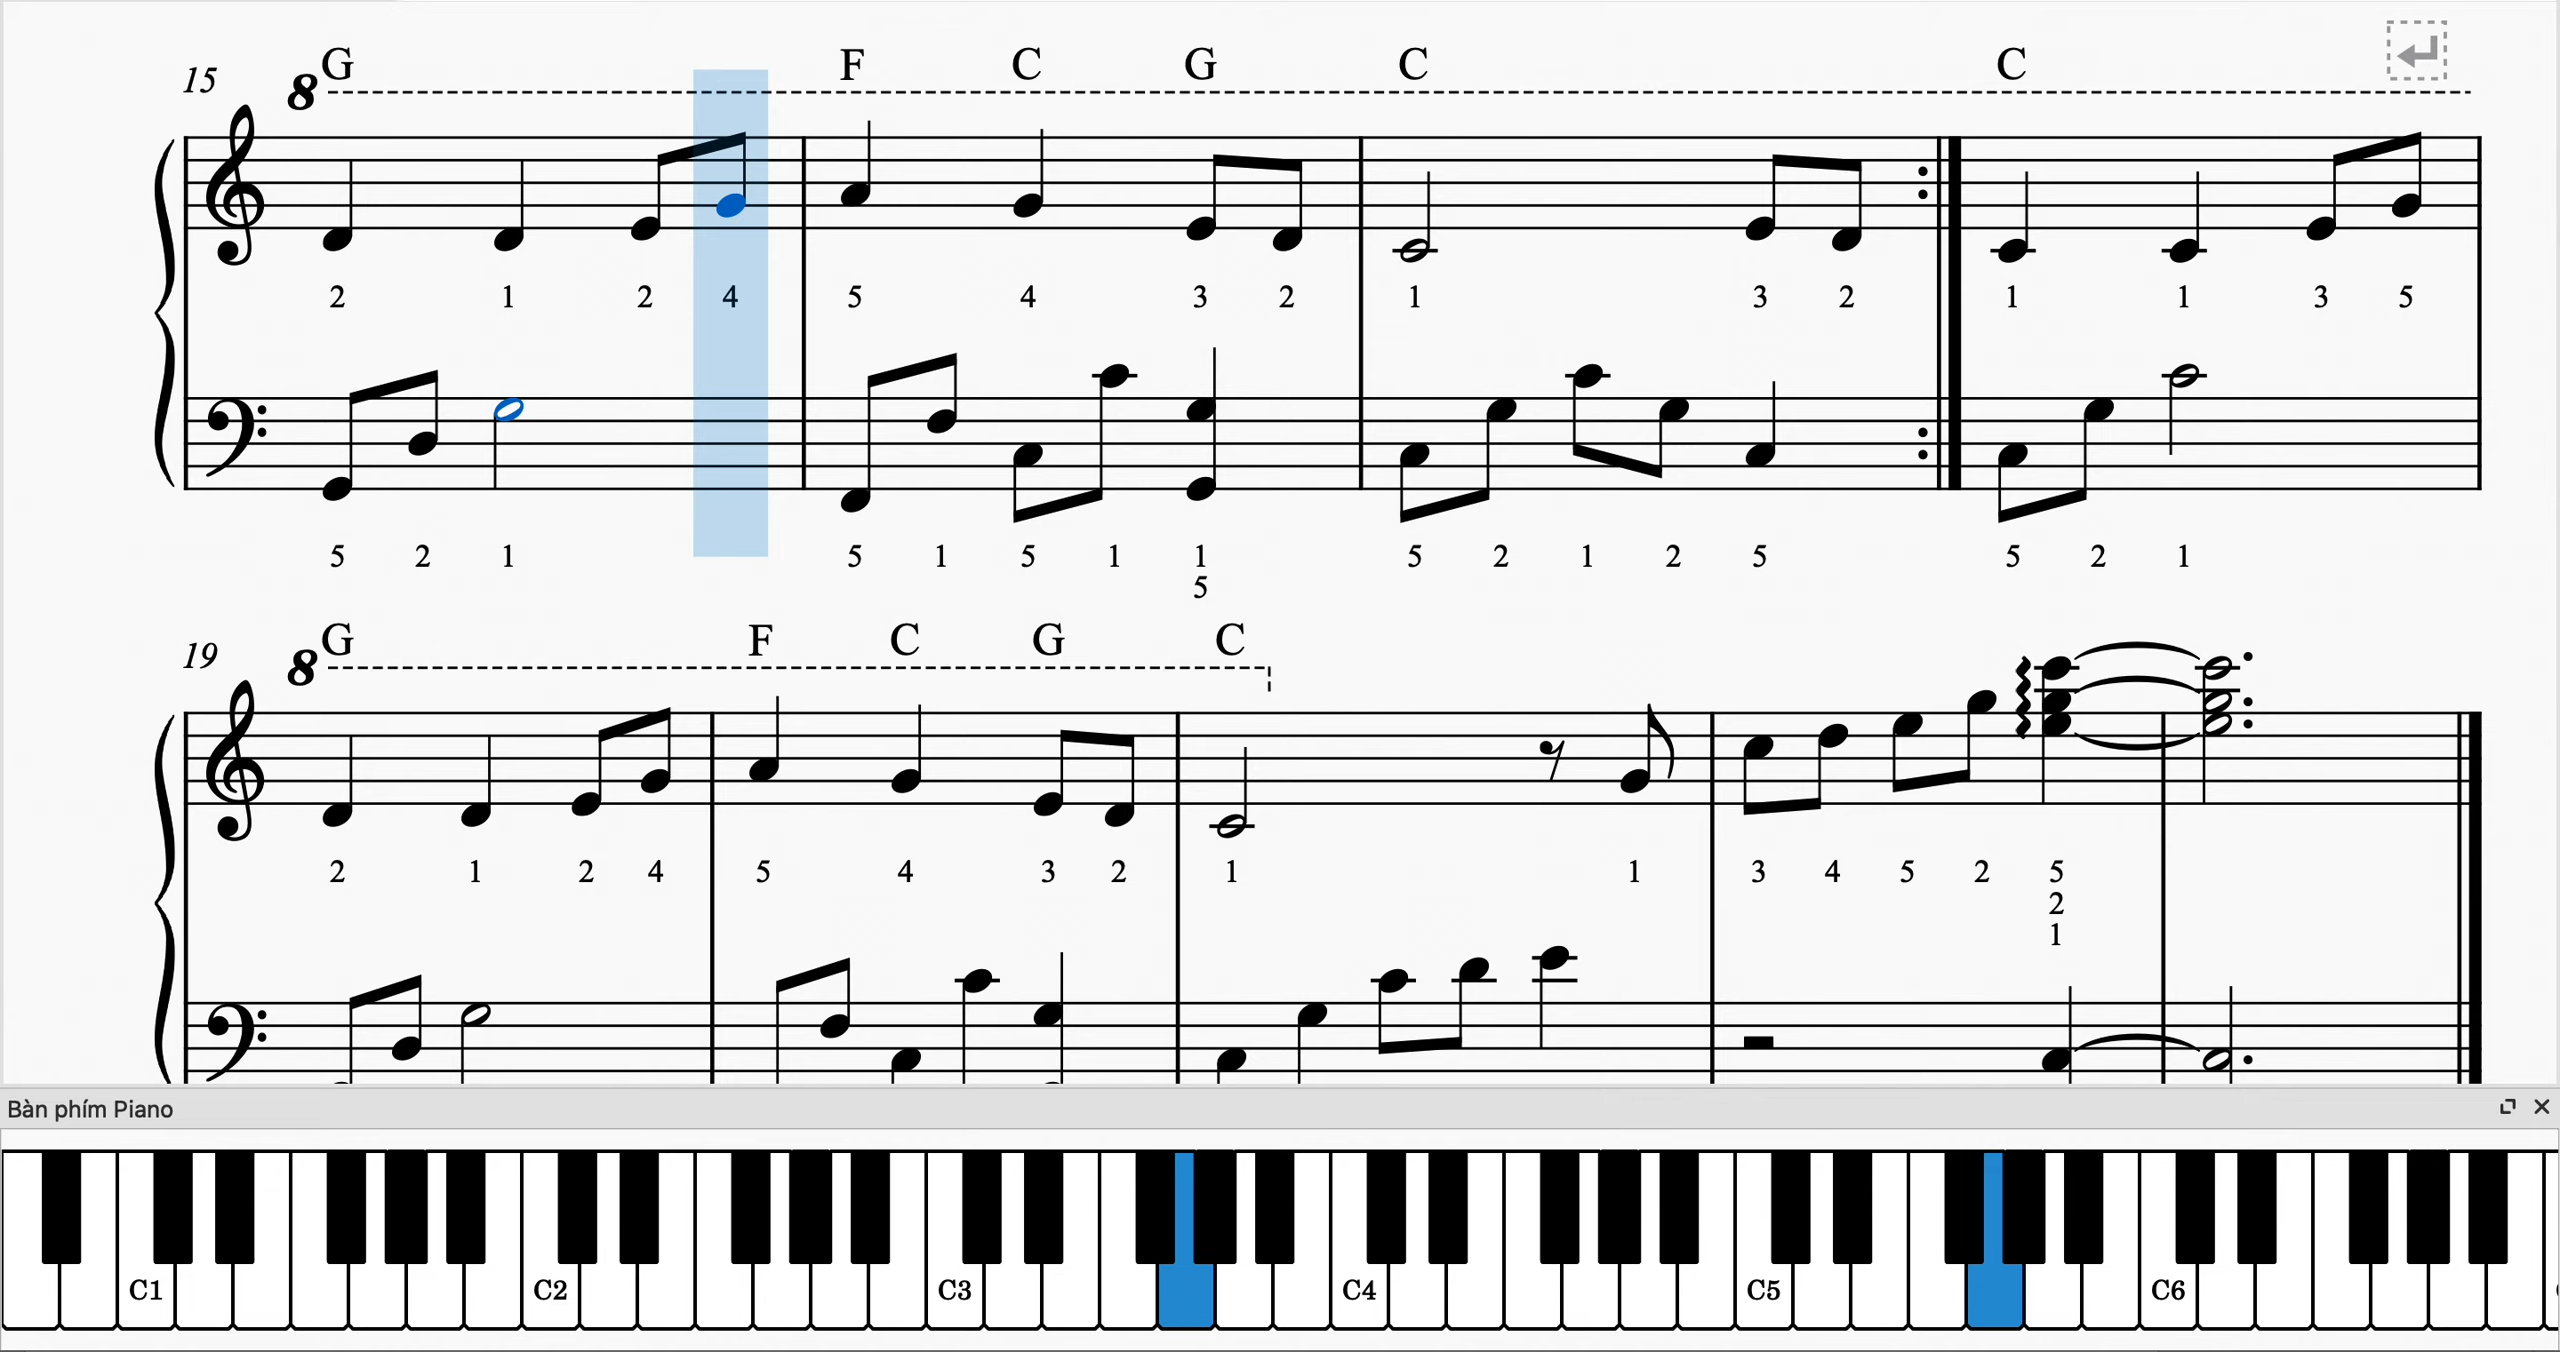 G F C G C C
15 8
2 1 2 4 5 4 3 2 1 3 2 1 1 3 5
5 2 1 5 1 5 1 1 5 2 1 2 5 5 2 1
5
G F C G C
19 8
2 1 2 4 5 4 3 2 1 1 3 4 5 2 5
2
1
Bàn phím Piano
C1 C2 C3 C4 C5 C6